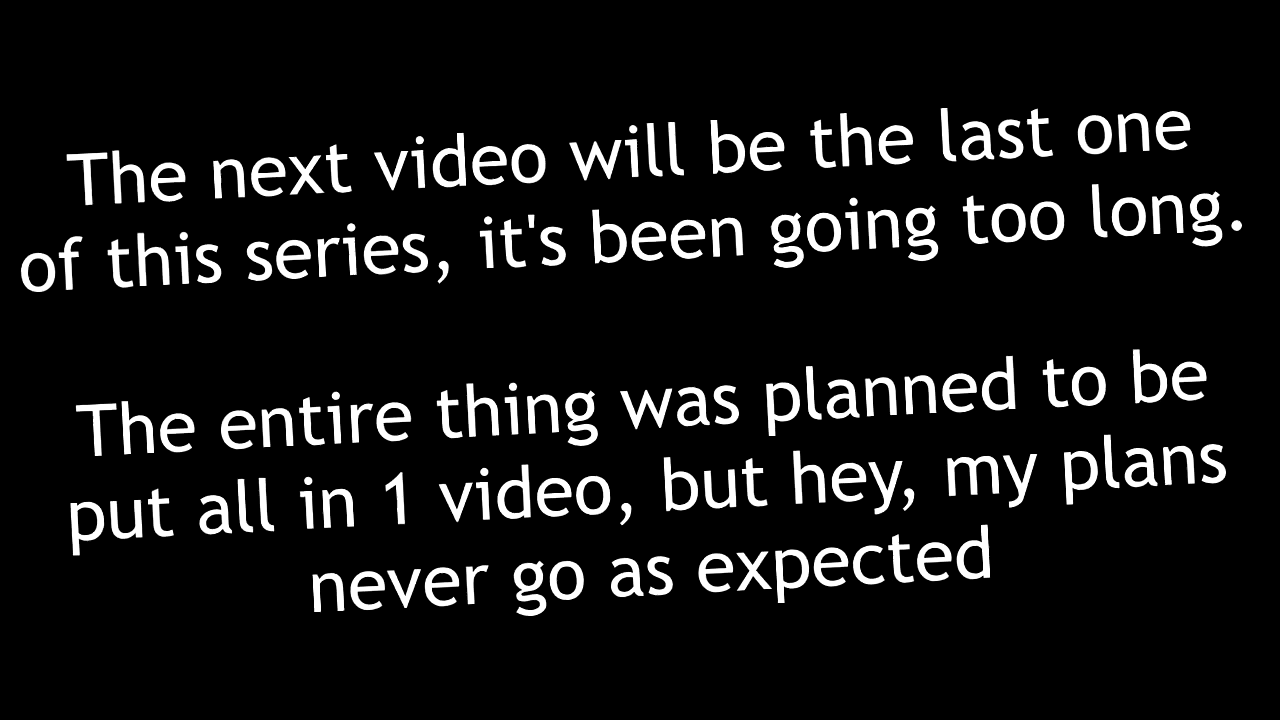 The next video will be the last one
of this series, it's been going too long.
The entire thing was planned to be
put all in 1 video, but hey, my plans
never go as expected